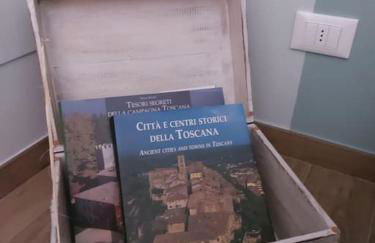 TESORI SEGRETI
DELLA CAMPAGNA TOSCANA
CITTÀ E CENTRI STORICI
DELLA TOSCANA
ANCIENT CITIES AND TOWNS IN TUSCANY